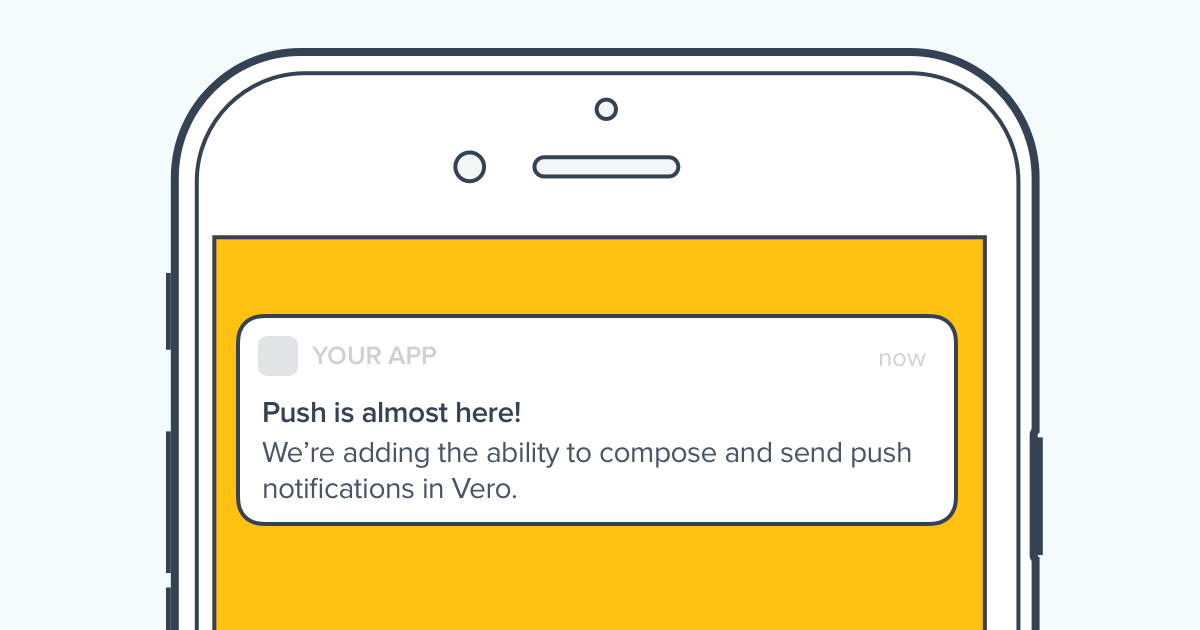 YOUR APP
now
Push is almost here!
We’re adding the ability to compose and send push
notifications in Vero.